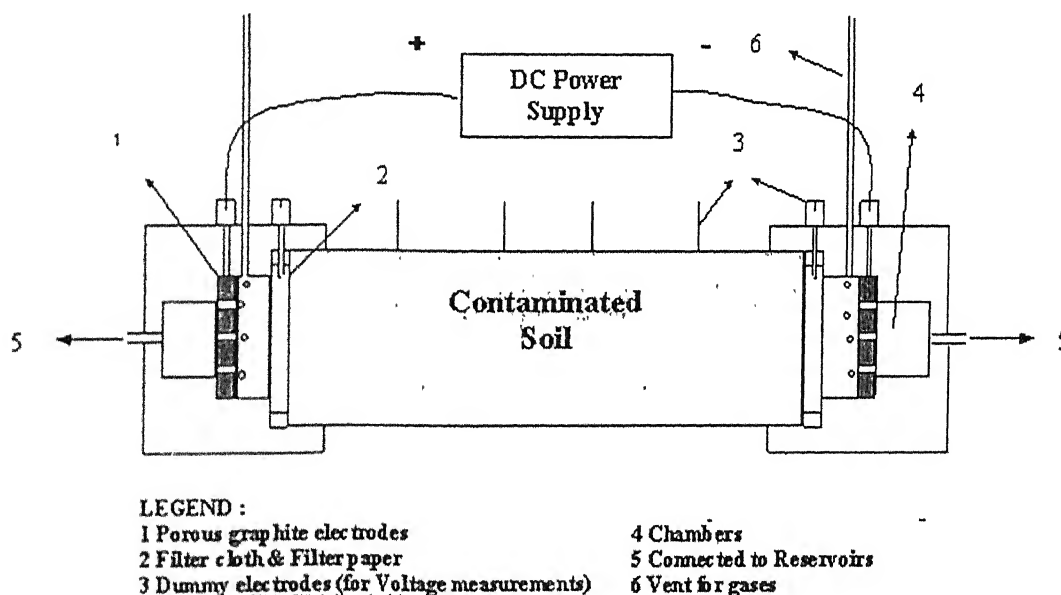 +
-
6
DC Power
Supply
4
1
2
3
Contaminated
Soil
5
5
LEGEND :
1 Porous graphite electrodes
2 Filter cloth & Filter paper
3 Dummy electrodes (for Voltage measurements)
4 Chambers
5 Connected to Reservoirs
6 Vent for gases